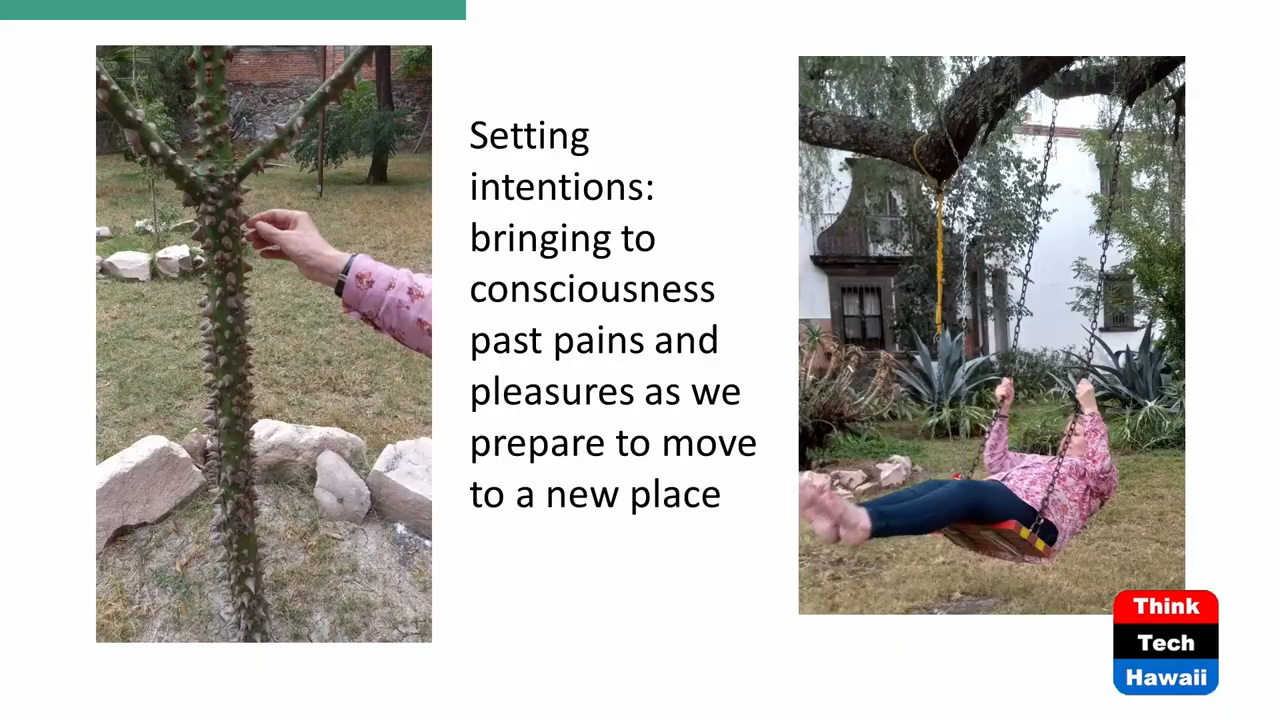 Setting
intentions:
bringing to
consciousness
past pains and
pleasures as we
prepare to move
to a new place
Think
Tech
Hawaii